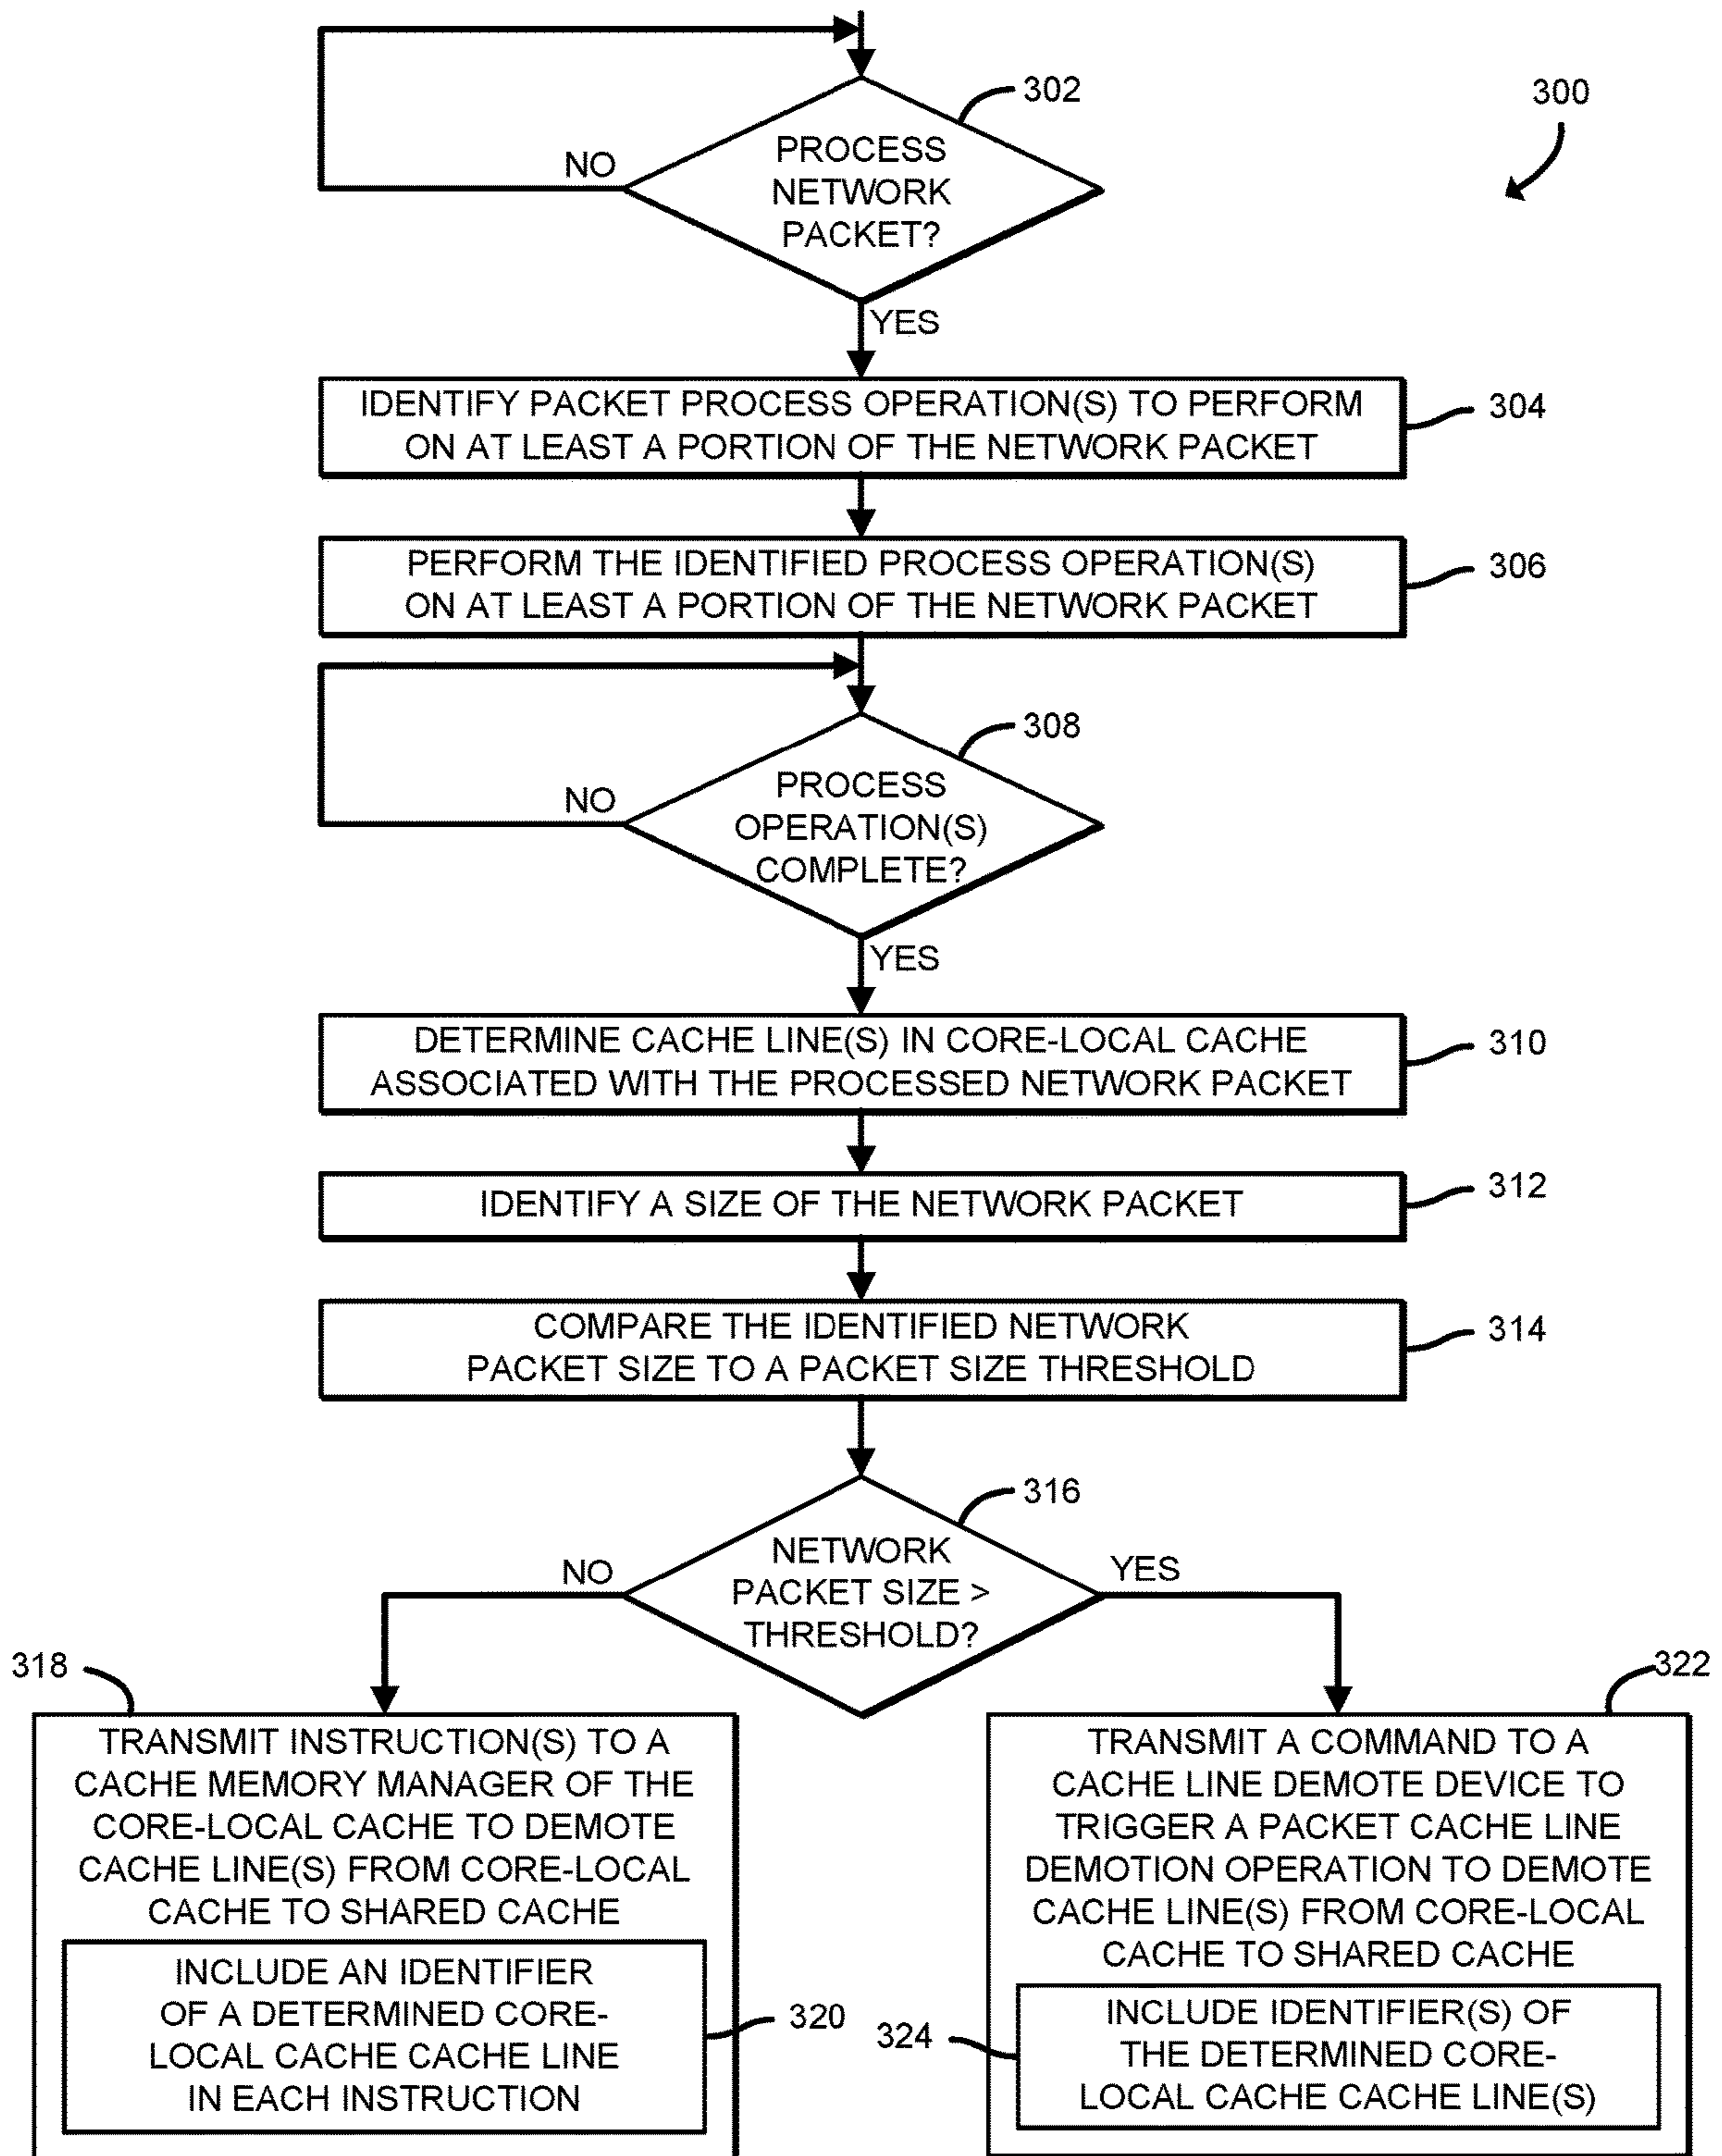 302
300
PROCESS
NETWORK
PACKET?
NO
YES
IDENTIFY PACKET PROCESS OPERATION(S) TO PERFORM
ON AT LEAST A PORTION OF THE NETWORK PACKET
304
PERFORM THE IDENTIFIED PROCESS OPERATION(S)
ON AT LEAST A PORTION OF THE NETWORK PACKET
306
308
PROCESS
OPERATION(S)
COMPLETE?
NO
YES
DETERMINE CACHE LINE(S) IN CORE-LOCAL CACHE
ASSOCIATED WITH THE PROCESSED NETWORK PACKET
310
IDENTIFY A SIZE OF THE NETWORK PACKET
312
COMPARE THE IDENTIFIED NETWORK
PACKET SIZE TO A PACKET SIZE THRESHOLD
314
316
NETWORK
PACKET SIZE >
THRESHOLD?
NO
YES
318
TRANSMIT INSTRUCTION(S) TO A
CACHE MEMORY MANAGER OF THE
CORE-LOCAL CACHE TO DEMOTE
CACHE LINE(S) FROM CORE-LOCAL
CACHE TO SHARED CACHE
INCLUDE AN IDENTIFIER
OF A DETERMINED CORE-
LOCAL CACHE CACHE LINE
IN EACH INSTRUCTION
320
322
TRANSMIT A COMMAND TO A
CACHE LINE DEMOTE DEVICE TO
TRIGGER A PACKET CACHE LINE
DEMOTION OPERATION TO DEMOTE
CACHE LINE(S) FROM CORE-LOCAL
CACHE TO SHARED CACHE
324
INCLUDE IDENTIFIER(S) OF
THE DETERMINED CORE-
LOCAL CACHE CACHE LINE(S)